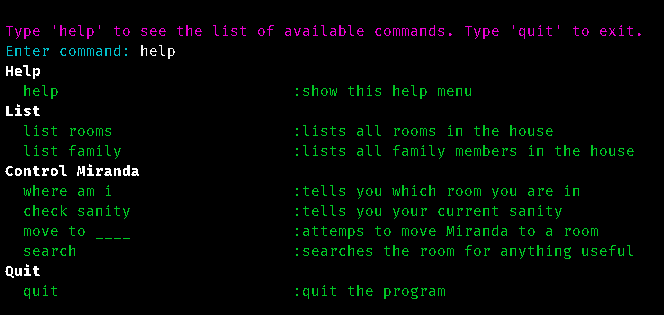 Type 'help' to see the list of available commands. Type 'quit' to exit.
Enter command: help
Help
help :show this help menu
List
list rooms :lists all rooms in the house
list family :lists all family members in the house
Control Miranda
where am i :tells you which room you are in
check sanity :tells you your current sanity
move to ____ :attemps to move Miranda to a room
search :searches the room for anything useful
Quit
quit :quit the program